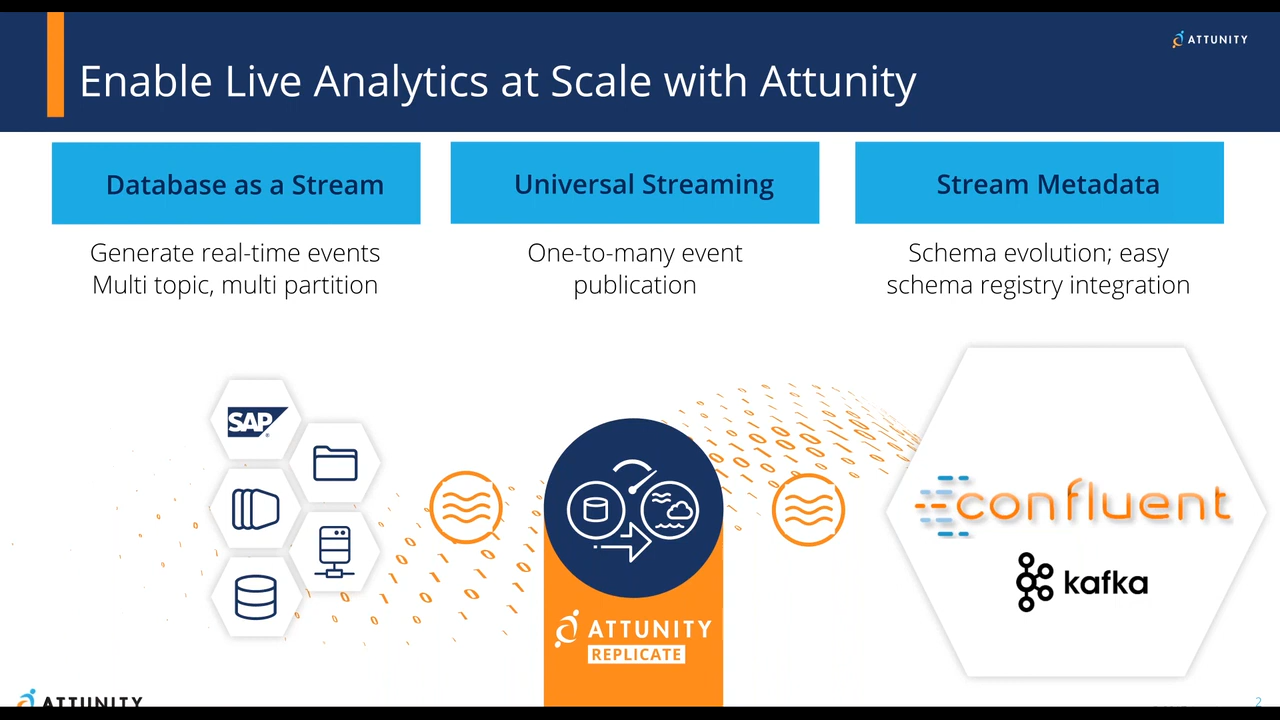 ATTUNITY
Enable Live Analytics at Scale with Attunity
Database as a Stream
Universal Streaming
Stream Metadata
Generate real-time events
Multi topic, multi partition
One-to-many event
publication
Schema evolution; easy
schema registry integration
SAP
confluent
kafka
ATTUNITY
REPLICATE
ATTUNITY
2